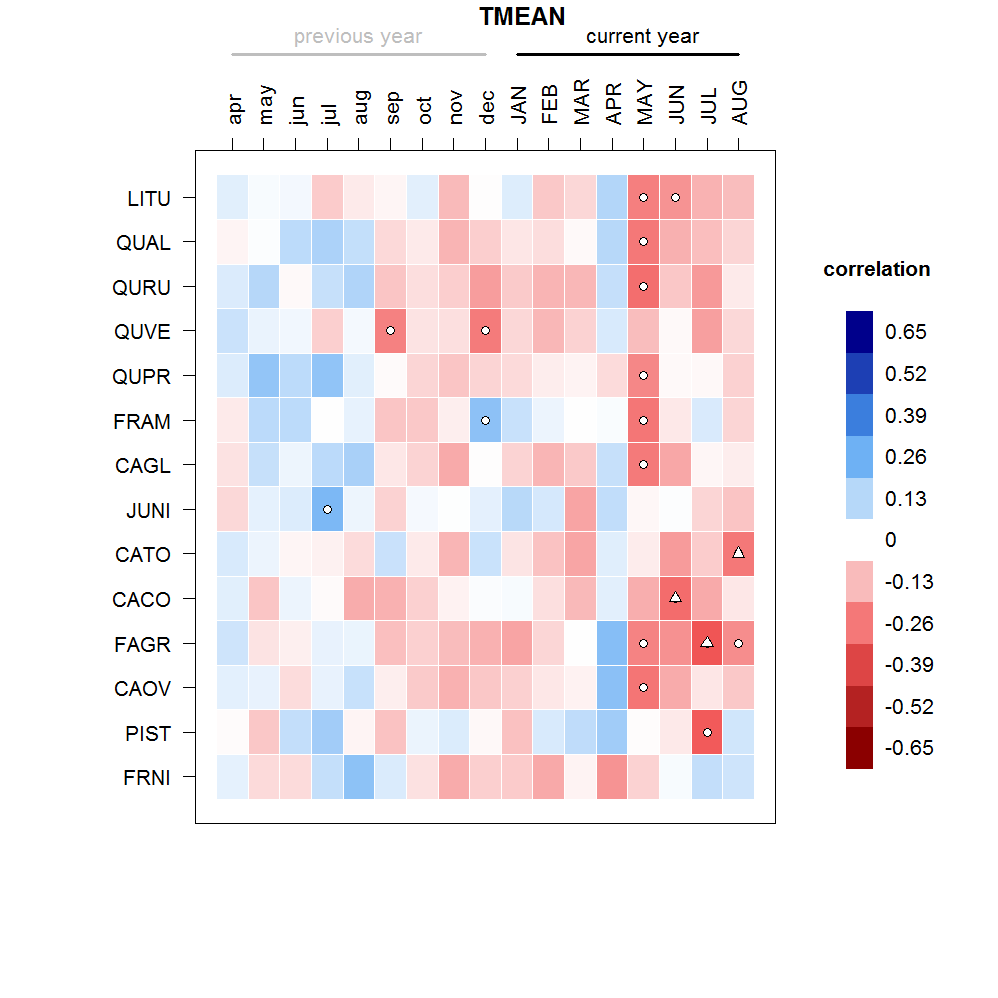 TMEAN
previous year current year
apr may jun jul aug sep oct nov dec JAN FEB MAR APR MAY JUN JUL AUG
LITU
QUAL
QURU
QUVE
QUPR
FRAM
CAGL
JUNI
CATO
CACO
FAGR
CAOV
PIST
FRNI
correlation
0.65
0.52
0.39
0.26
0.13
0
-0.13
-0.26
-0.39
-0.52
-0.65